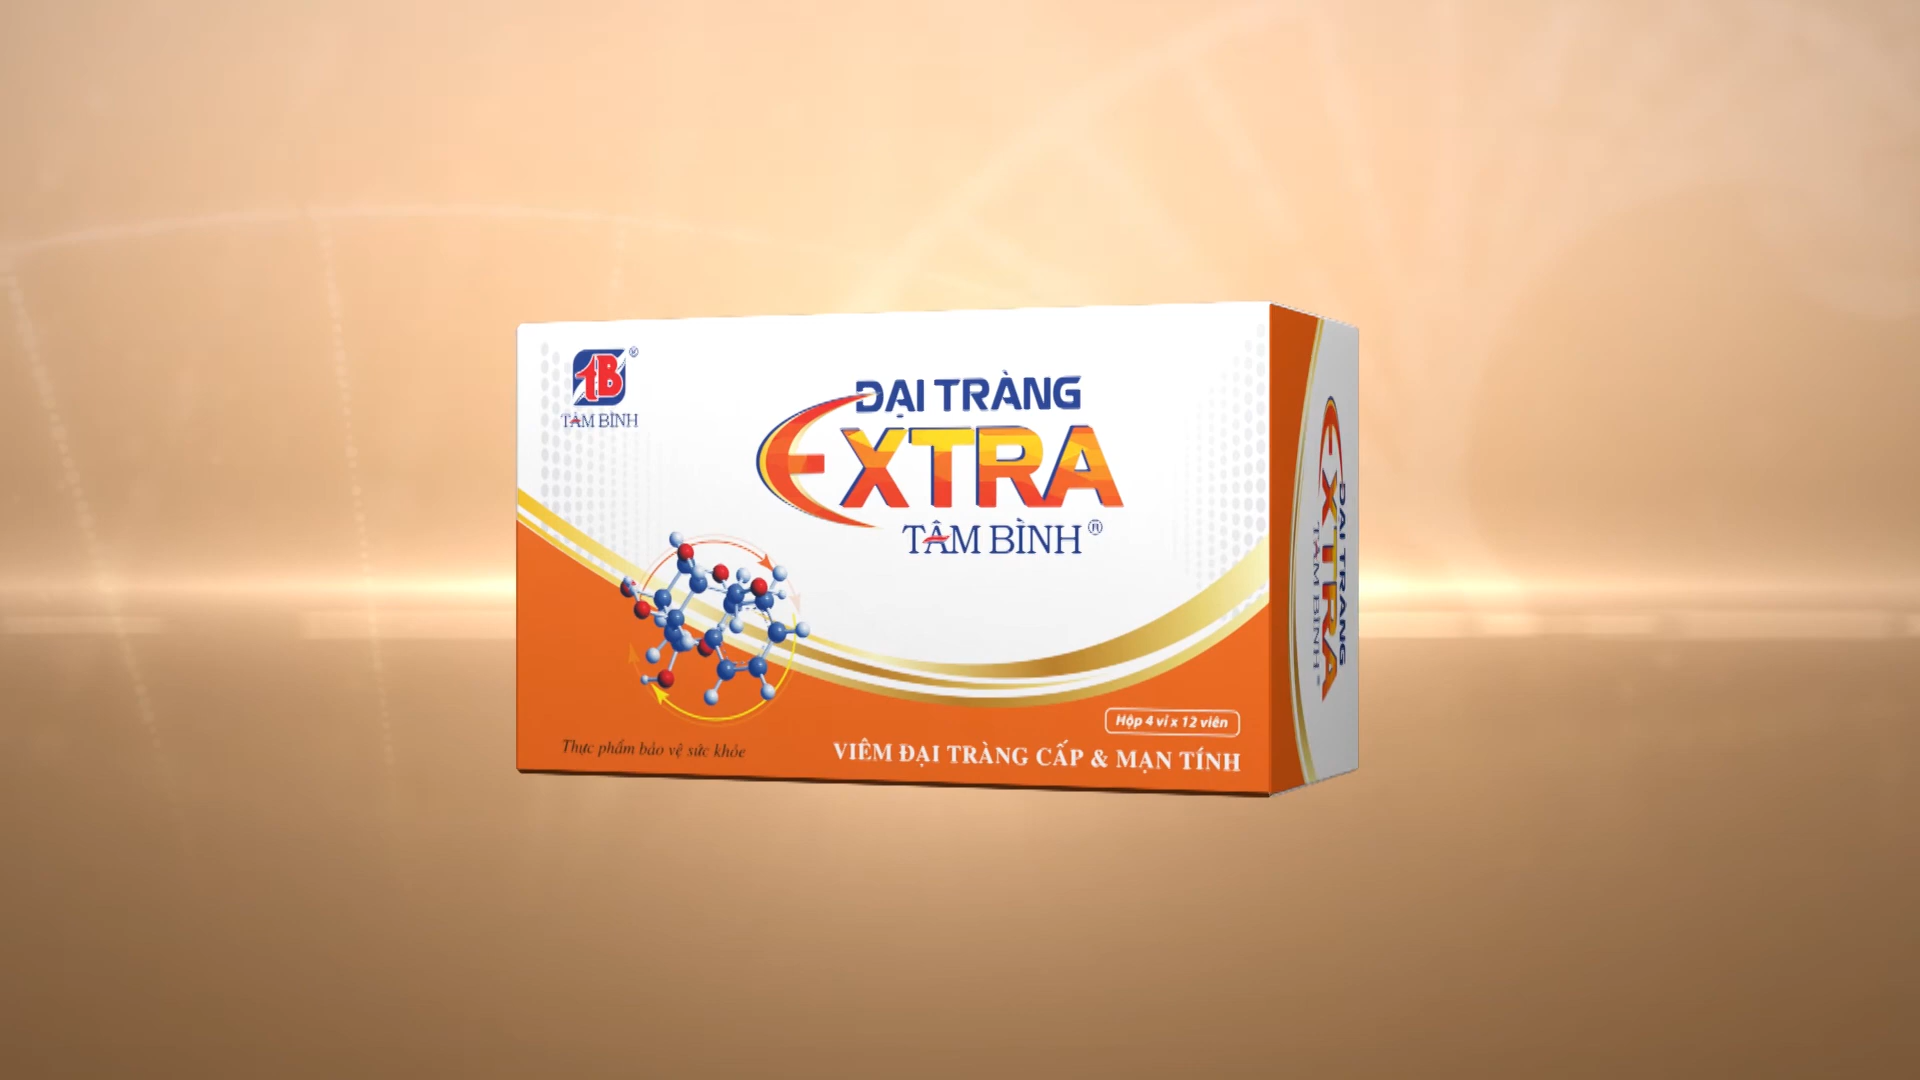 TB ®
TÂM BÌNH
ĐẠI TRÀNG
EXTRA
TÂM BÌNH ®
Hộp 4 vỉ x 12 viên
Thực phẩm bảo vệ sức khỏe
VIÊM ĐẠI TRÀNG CẤP & MẠN TÍNH
ĐẠI TRÀNG
EXTRA
TÂM BÌNH ®